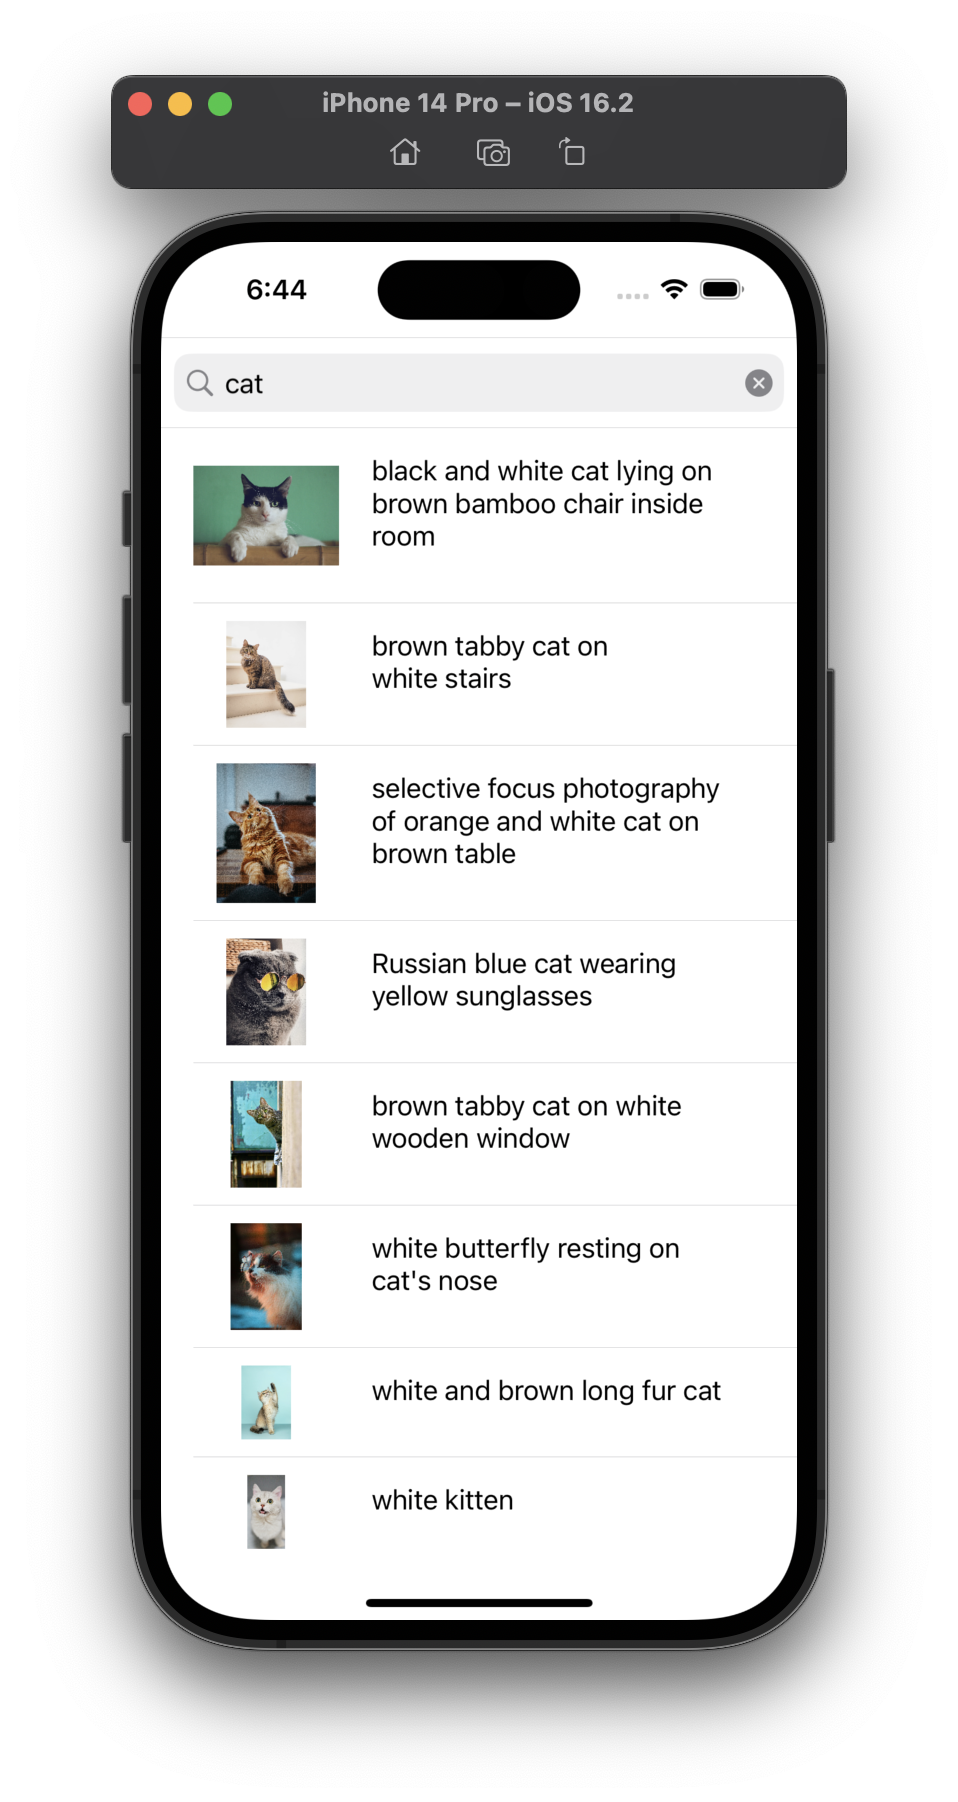 iPhone 14 Pro – iOS 16.2
6:44
cat
black and white cat lying on
brown bamboo chair inside
room
brown tabby cat on
white stairs
selective focus photography
of orange and white cat on
brown table
Russian blue cat wearing
yellow sunglasses
brown tabby cat on white
wooden window
white butterfly resting on
cat's nose
white and brown long fur cat
white kitten